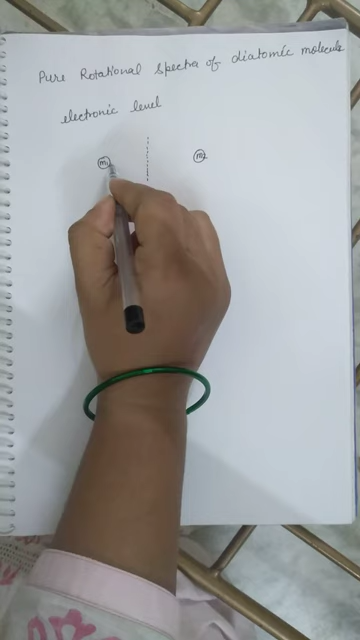 Pure Rotational Spectra of diatomic molecule
electronic level
m1 m2